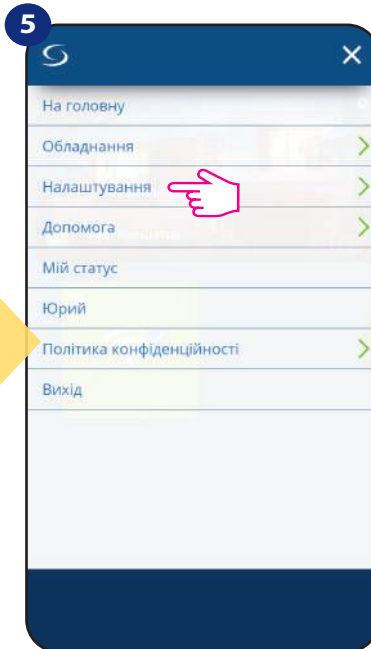 5
На головну
Обладнання
Налаштування
Допомога
Мій статус
Юрий
Політика конфіденційності
Вихід